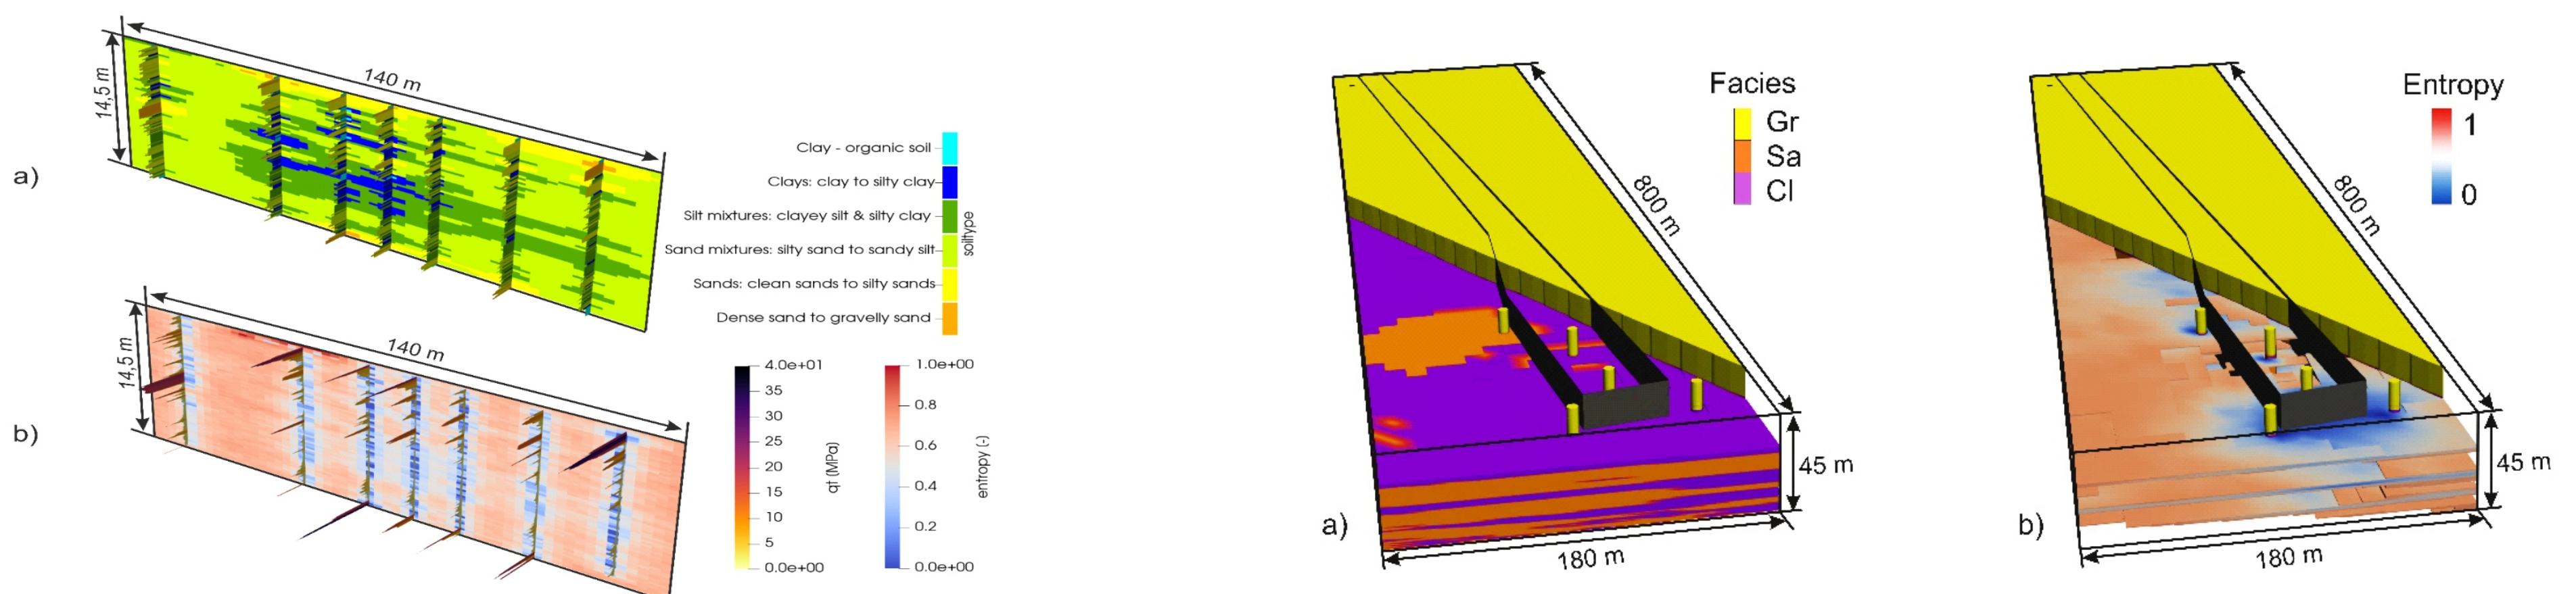 a)
14,5 m
140 m
Clay - organic soil
Clays: clay to silty clay
Silt mixtures: clayey silt & silty clay
Sand mixtures: silty sand to sandy silt
Sands: clean sands to silty sands
Dense sand to gravelly sand
soiltype
b)
14,5 m
140 m
4.0e+01
35
30
25
20
15
10
5
0.0e+00
qt (MPa)
1.0e+00
0.8
0.6
0.4
0.2
0.0e+00
entropy (-)
a)
Facies
Gr
Sa
Cl
800 m
45 m
180 m
b)
Entropy
1
0
800 m
45 m
180 m